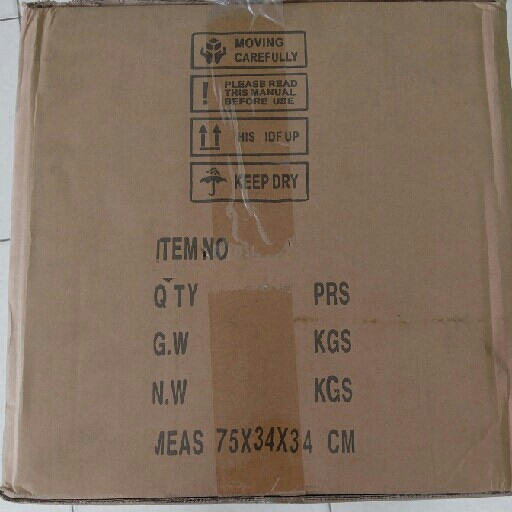 MOVING
CAREFULLY
! PLEASE READ
THIS MANUAL
BEFORE USE
HIS IDE UP
KEEP DRY
ITEM NO
Q'TY PRS
G.W KGS
N.W KGS
MEAS 75X34X34 CM